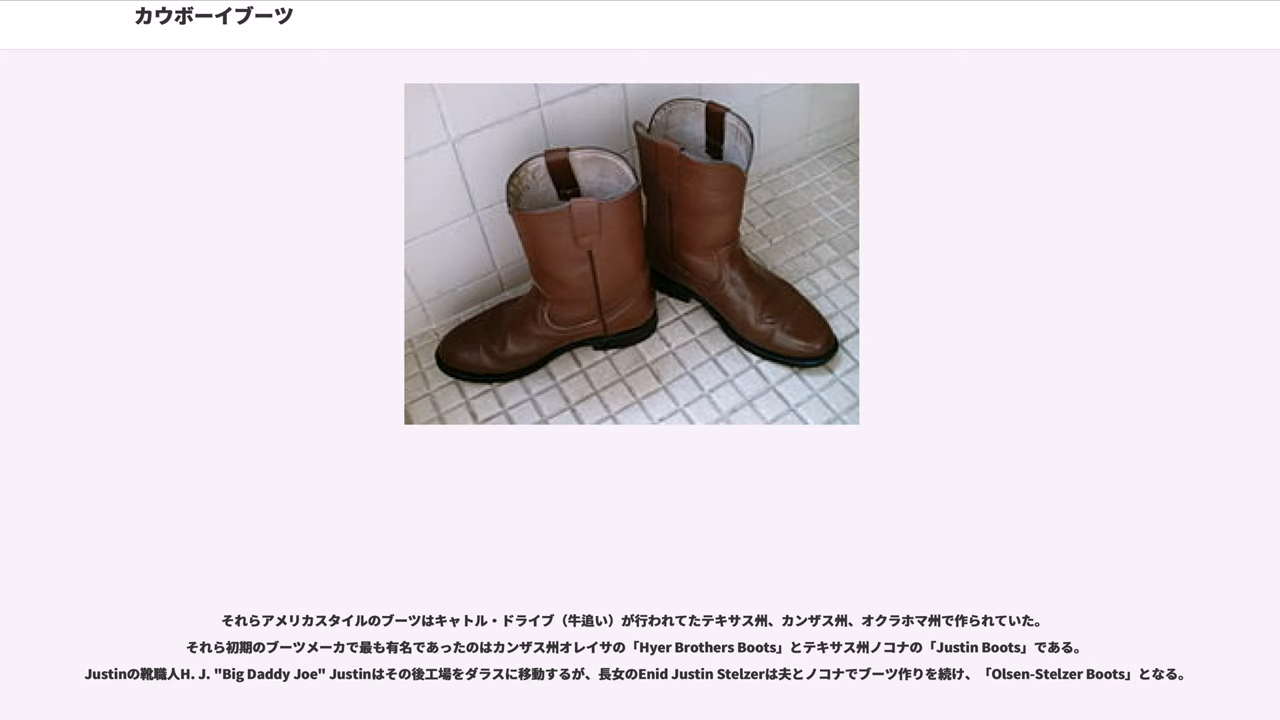 カウボーイブーツ
それらアメリカスタイルのブーツはキャトル・ドライブ（牛追い）が行われてたテキサス州、カンザス州、オクラホマ州で作られていた。
それら初期のブーツメーカで最も有名であったのはカンザス州オレイサの「Hyer Brothers Boots」とテキサス州ノコナの「Justin Boots」である。
Justinの靴職人H. J. "Big Daddy Joe" Justinはその後工場をダラスに移動するが、長女のEnid Justin Stelzerは夫とノコナでブーツ作りを続け、「Olsen-Stelzer Boots」となる。